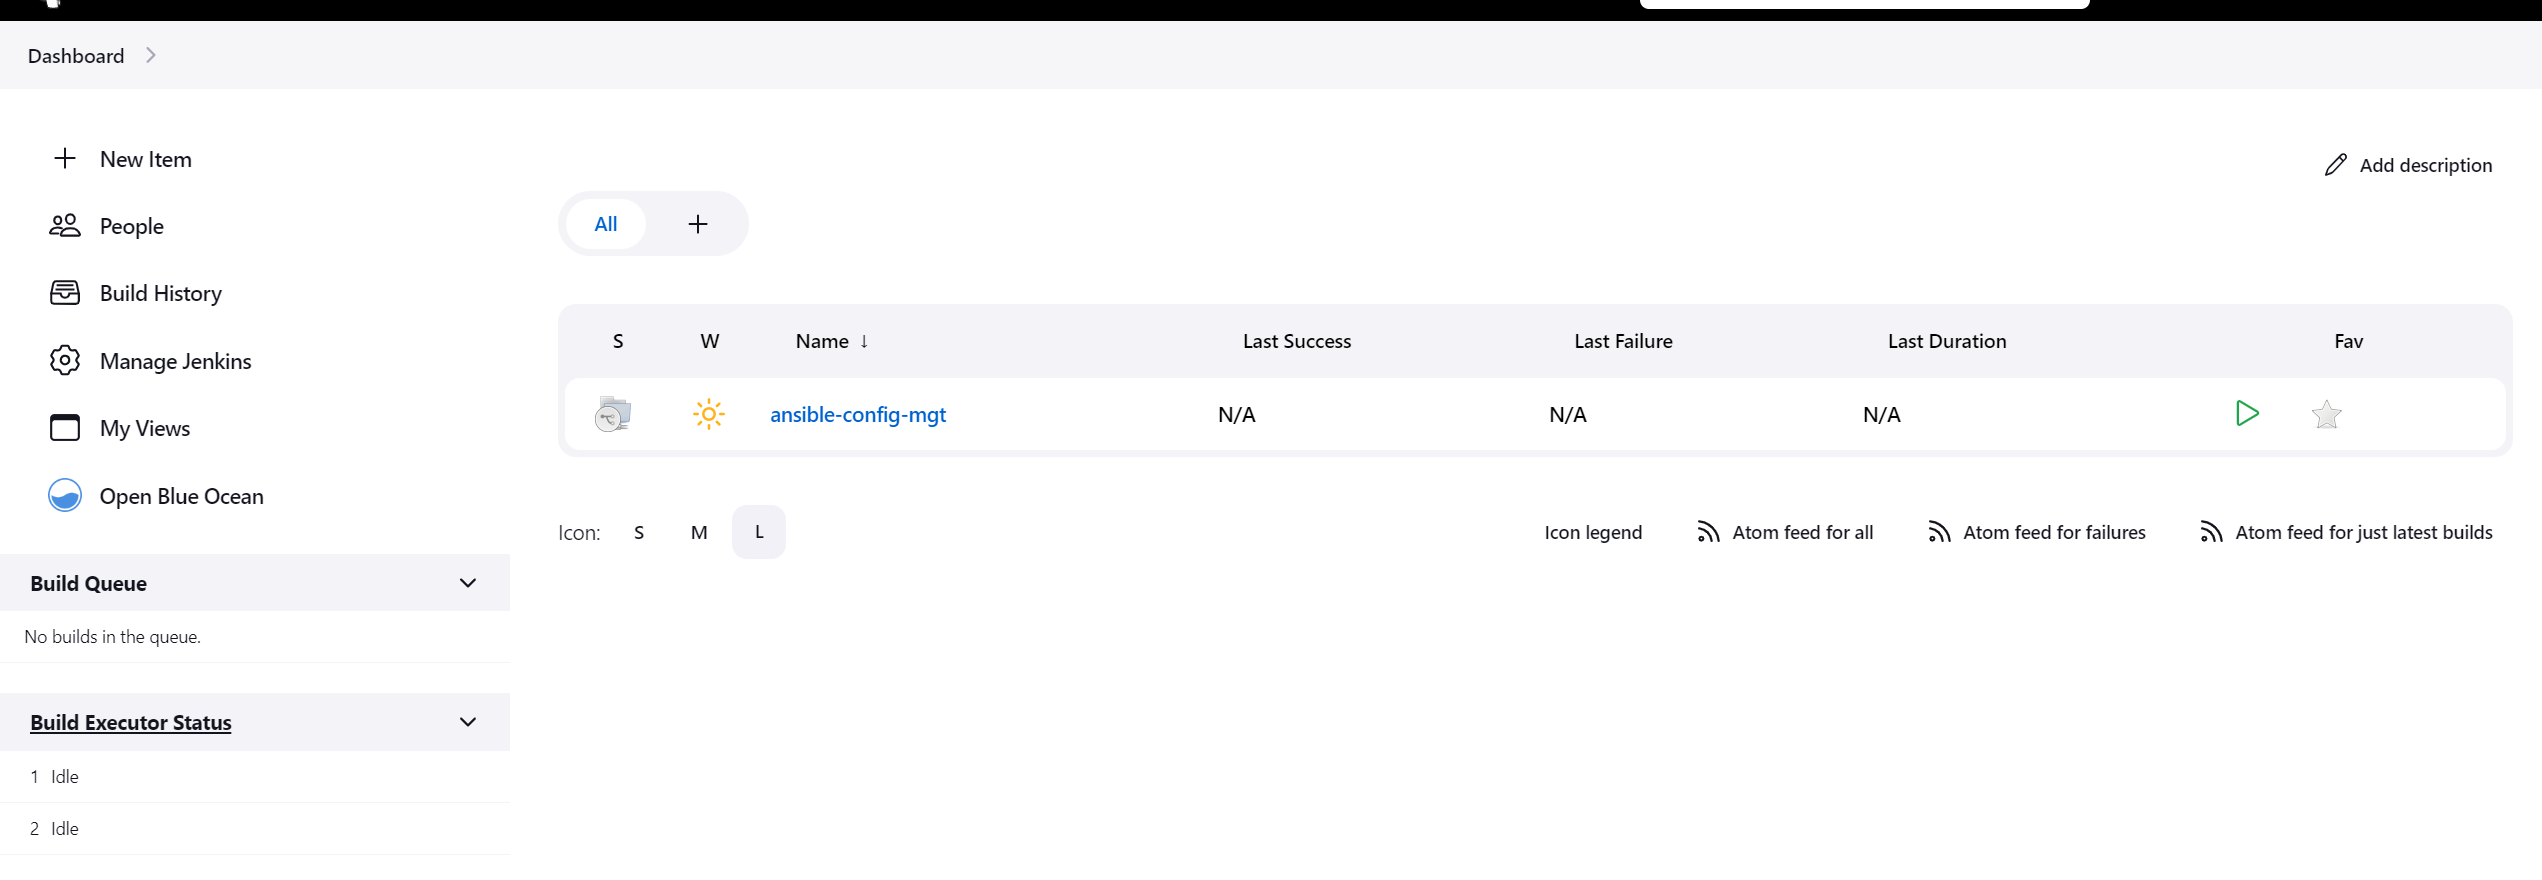 Dashboard
New Item
People
Build History
Manage Jenkins
My Views
Open Blue Ocean
Build Queue
No builds in the queue.
Build Executor Status
1 Idle
2 Idle
Add description
All +
S W Name ↓ Last Success Last Failure Last Duration Fav
ansible-config-mgt N/A N/A N/A
Icon: S M L
Icon legend Atom feed for all Atom feed for failures Atom feed for just latest builds